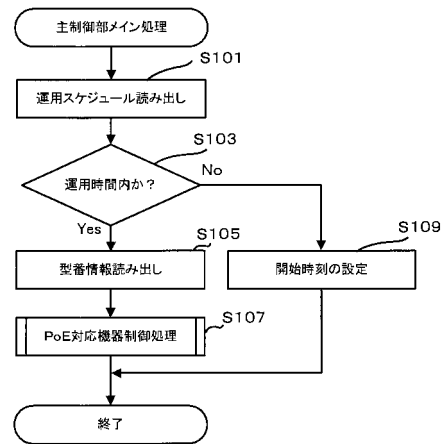 主制御部メイン処理
S101
運用スケジュール読み出し
S103
運用時間内か？
No
Yes
S105
型番情報読み出し
S109
開始時刻の設定
S107
PoE対応機器制御処理
終了